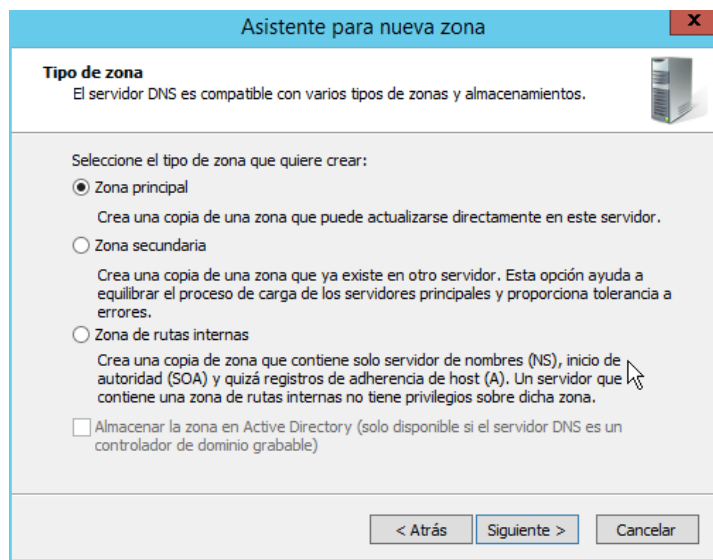 Asistente para nueva zona
x
Tipo de zona
El servidor DNS es compatible con varios tipos de zonas y almacenamientos.
Seleccione el tipo de zona que quiere crear:
Zona principal
Crea una copia de una zona que puede actualizarse directamente en este servidor.
Zona secundaria
Crea una copia de una zona que ya existe en otro servidor. Esta opción ayuda a
equilibrar el proceso de carga de los servidores principales y proporciona tolerancia a
errores.
Zona de rutas internas
Crea una copia de zona que contiene solo servidor de nombres (NS), inicio de
autoridad (SOA) y quizá registros de adherencia de host (A). Un servidor que
contiene una zona de rutas internas no tiene privilegios sobre dicha zona.
Almacenar la zona en Active Directory (solo disponible si el servidor DNS es un
controlador de dominio grabable)
< Atrás Siguiente > Cancelar